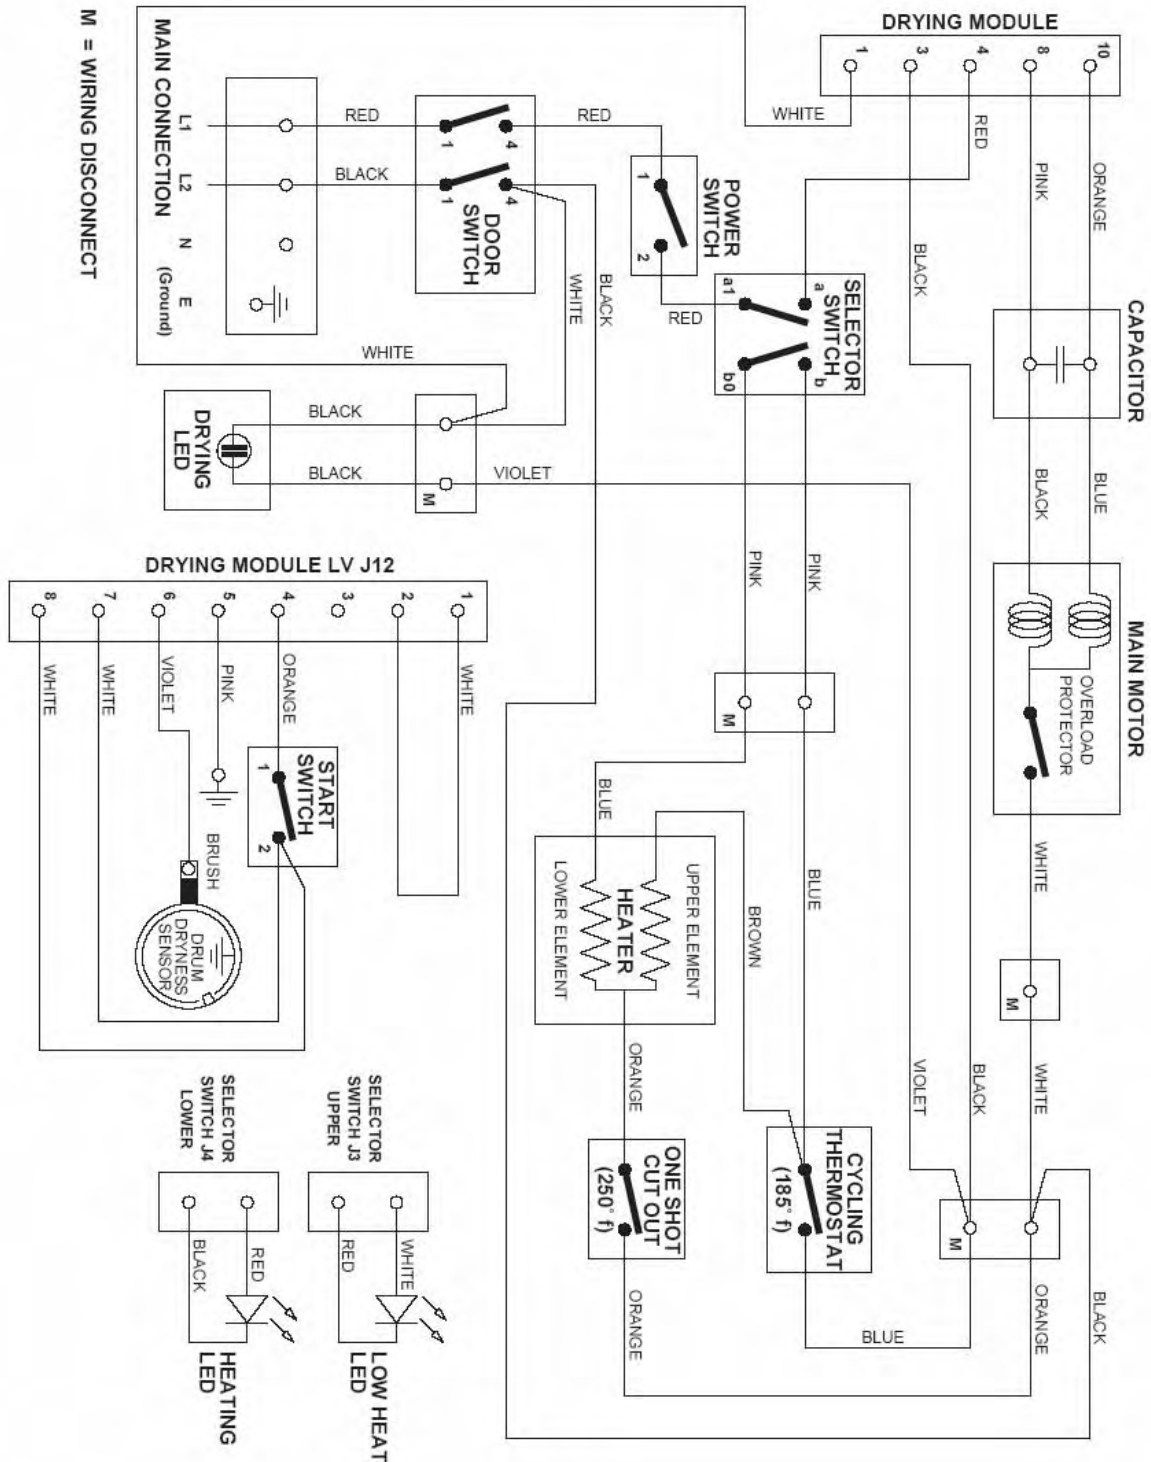 DRYING MODULE
1
3
4
8
10
WHITE
RED
PINK
ORANGE
BLACK
M = WIRING DISCONNECT
MAIN CONNECTION
L1
L2
N
E
(Ground)
RED
BLACK
1
4
1
4
DOOR
SWITCH
RED
WHITE
BLACK
1
2
POWER
SWITCH
RED
a1
a
b0
b
SELECTOR
SWITCH
CAPACITOR
WHITE
BLACK
BLACK
DRYING
LED
M
VIOLET
PINK
PINK
BLACK
BLUE
DRYING MODULE LV J12
8
7
6
5
4
3
2
1
WHITE
WHITE
VIOLET
PINK
ORANGE
WHITE
1
2
START
SWITCH
BRUSH
DRUM
DRYNESS
SENSOR
M
MAIN MOTOR
OVERLOAD
PROTECTOR
BLUE
LOWER ELEMENT
HEATER
UPPER ELEMENT
BROWN
BLUE
WHITE
M
WHITE
ORANGE
VIOLET
BLACK
ONE SHOT
CUT OUT
(250° f)
CYCLING
THERMOSTAT
(185° f)
M
ORANGE
BLUE
ORANGE
BLACK
SELECTOR
SWITCH J4
LOWER
SELECTOR
SWITCH J3
UPPER
BLACK
RED
RED
WHITE
HEATING
LED
LOW HEAT
LED